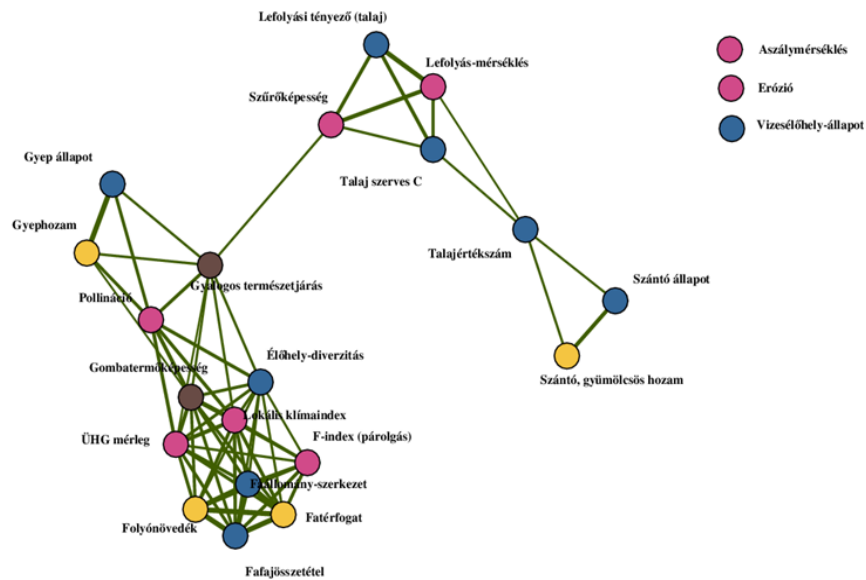 Lefolyási tényező (talaj)
Lefolyás-mérséklés
Szűrőképesség
Talaj szerves C
Aszálymérséklés
Erózió
Vizesélőhely-állapot
Gyep állapot
Gyephozam
Gyalogos természetjárás
Talajértékszám
Szántó állapot
Pollináció
Szántó, gyümölcsös hozam
Élőhely-diverzitás
Gombatermőképesség
Lokális klímaindex
ÜHG mérleg
F-index (párolgás)
Faállomány-szerkezet
Folyónövedék
Fatérfogat
Fafajösszetétel